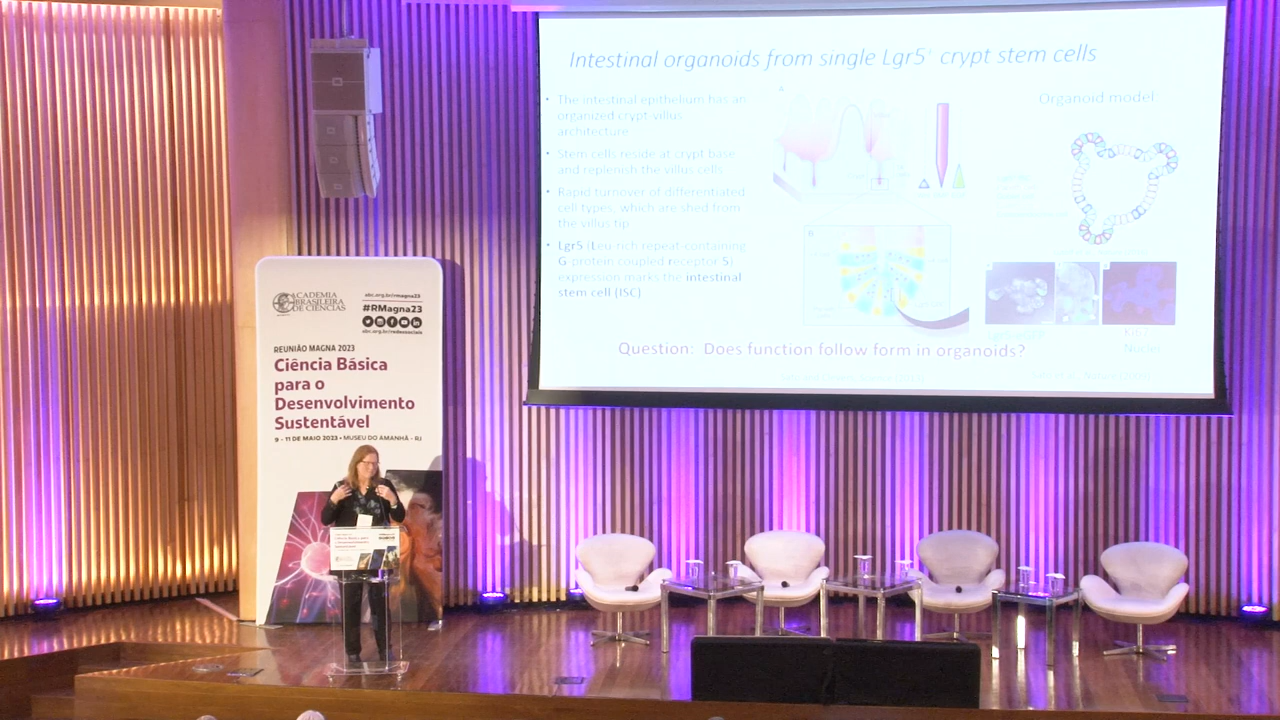 Intestinal organoids from single Lgr5+ crypt stem cells
• The intestinal epithelium has an
organized crypt-villus
architecture
• Stem cells reside at crypt base
and replenish the villus cells
• Rapid turnover of differentiated
cell types, which are shed from
the villus tip
• Lgr5 (Leu-rich repeat-containing
G-protein coupled receptor 5)
expression marks the intestinal
stem cell (ISC)
Organoid model:
Question: Does function follow form in organoids?
ACADEMIA
BRASILEIRA
DE CIÊNCIAS
abc.org.br/rmagna23
#RMagna23
REUNIÃO MAGNA 2023
Ciência Básica
para o
Desenvolvimento
Sustentável
9 - 11 DE MAIO 2023 • MUSEU DO AMANHÃ - RJ